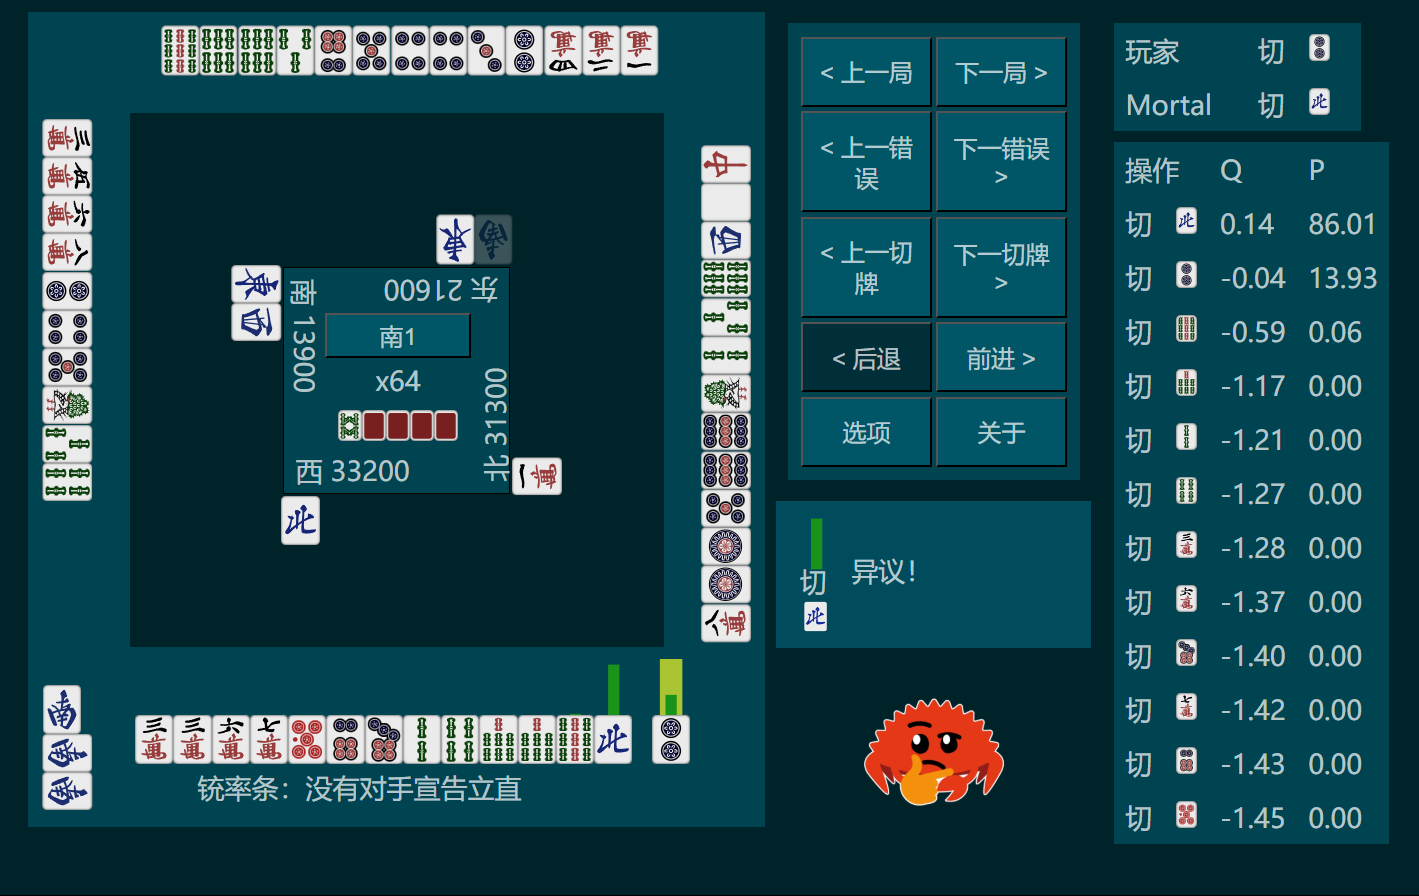 东 21600
南 13900
南1
x64
北 31300
西 33200
铳率条：没有对手宣告立直
< 上一局
下一局 >
< 上一错误
下一错误 >
< 上一切牌
下一切牌 >
< 后退
前进 >
选项
关于
切
异议！
玩家 切
Mortal 切
操作 Q P
切 0.14 86.01
切 -0.04 13.93
切 -0.59 0.06
切 -1.17 0.00
切 -1.21 0.00
切 -1.27 0.00
切 -1.28 0.00
切 -1.37 0.00
切 -1.40 0.00
切 -1.42 0.00
切 -1.43 0.00
切 -1.45 0.00